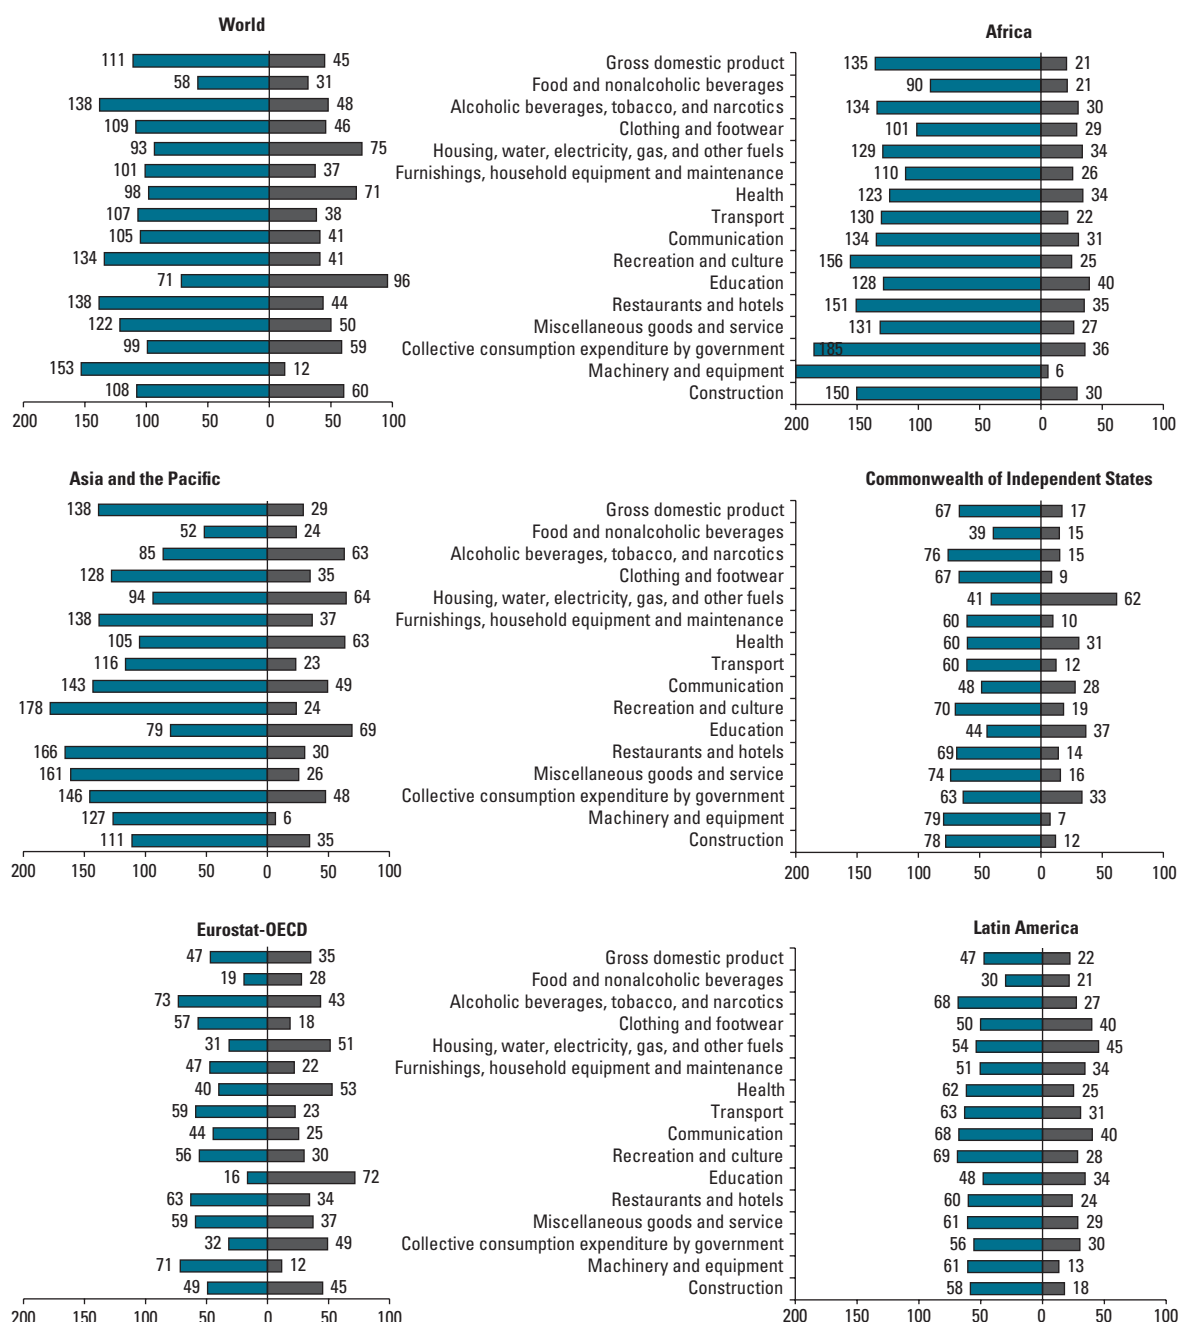 World
Africa
111 45 Gross domestic product 135 21
58 31 Food and nonalcoholic beverages 90 21
138 48 Alcoholic beverages, tobacco, and narcotics 134 30
109 46 Clothing and footwear 101 29
93 75 Housing, water, electricity, gas, and other fuels 129 34
101 37 Furnishings, household equipment and maintenance 110 26
98 71 Health 123 34
107 38 Transport 130 22
105 41 Communication 134 31
134 41 Recreation and culture 156 25
71 96 Education 128 40
138 44 Restaurants and hotels 151 35
122 50 Miscellaneous goods and service 131 27
99 59 Collective consumption expenditure by government 185 36
153 12 Machinery and equipment 6
108 60 Construction 150 30
200 150 100 50 0 50 100 200 150 100 50 0 50 100
Asia and the Pacific
Commonwealth of Independent States
138 29 Gross domestic product 67 17
52 24 Food and nonalcoholic beverages 39 15
85 63 Alcoholic beverages, tobacco, and narcotics 76 15
128 35 Clothing and footwear 67 9
94 64 Housing, water, electricity, gas, and other fuels 41 62
138 37 Furnishings, household equipment and maintenance 60 10
105 63 Health 60 31
116 23 Transport 60 12
143 49 Communication 48 28
178 24 Recreation and culture 70 19
79 69 Education 44 37
166 30 Restaurants and hotels 69 14
161 26 Miscellaneous goods and service 74 16
146 48 Collective consumption expenditure by government 63 33
127 6 Machinery and equipment 79 7
111 35 Construction 78 12
200 150 100 50 0 50 100 200 150 100 50 0 50 100
Eurostat-OECD
Latin America
47 35 Gross domestic product 47 22
19 28 Food and nonalcoholic beverages 30 21
73 43 Alcoholic beverages, tobacco, and narcotics 68 27
57 18 Clothing and footwear 50 40
31 51 Housing, water, electricity, gas, and other fuels 54 45
47 22 Furnishings, household equipment and maintenance 51 34
40 53 Health 62 25
59 23 Transport 63 31
44 25 Communication 68 40
56 30 Recreation and culture 69 28
16 72 Education 48 34
63 34 Restaurants and hotels 60 24
59 37 Miscellaneous goods and service 61 29
32 49 Collective consumption expenditure by government 56 30
71 12 Machinery and equipment 61 13
49 45 Construction 58 18
200 150 100 50 0 50 100 200 150 100 50 0 50 100